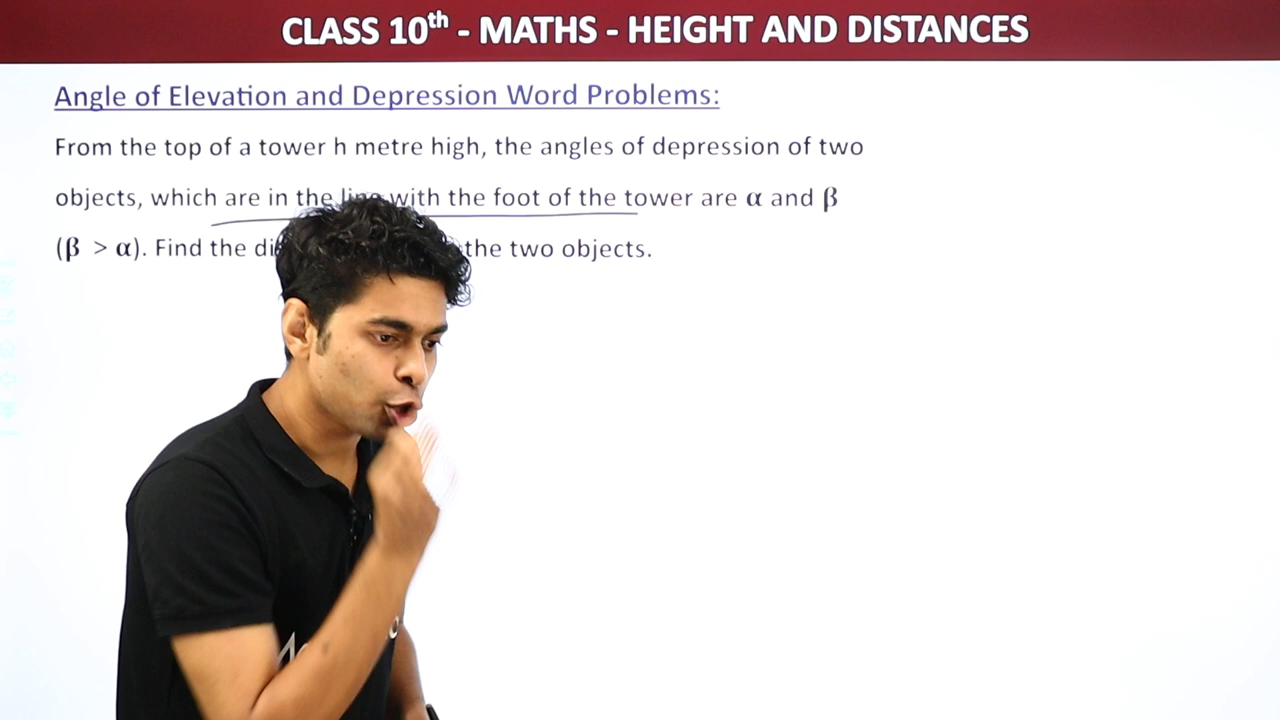 CLASS 10th - MATHS - HEIGHT AND DISTANCES
Angle of Elevation and Depression Word Problems:
From the top of a tower h metre high, the angles of depression of two
objects, which are in the line with the foot of the tower are α and β
(β > α). Find the the two objects.